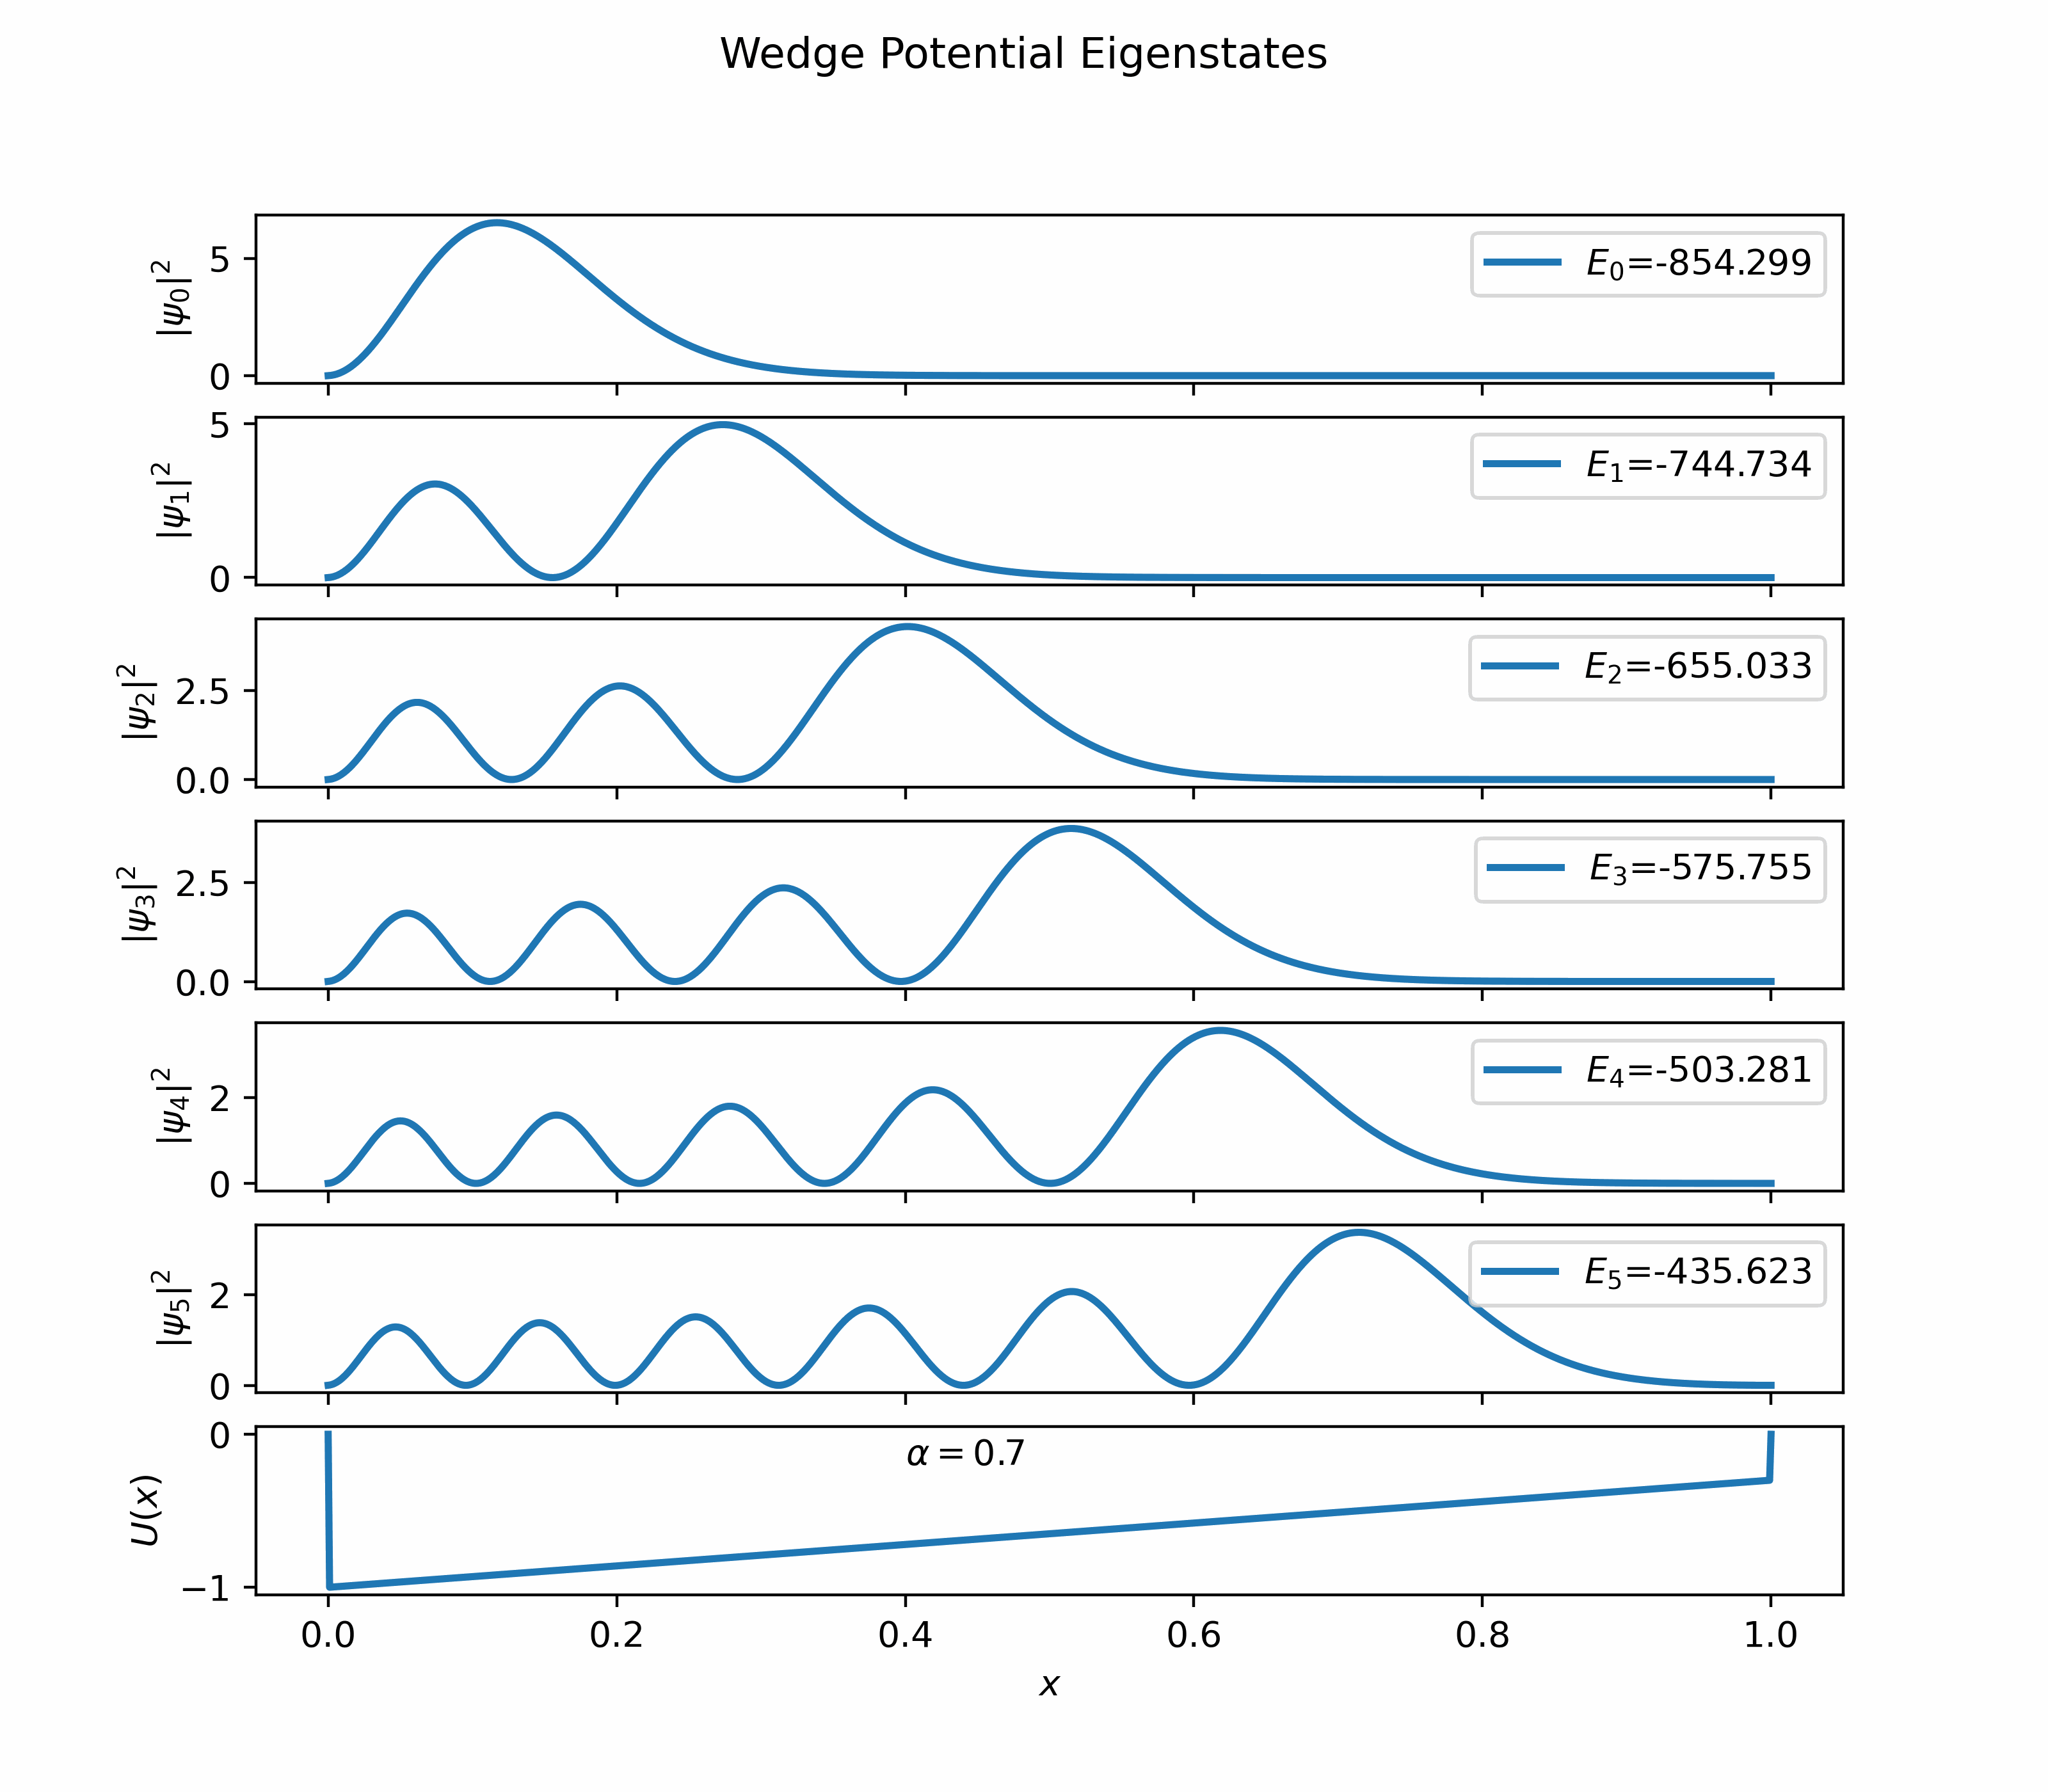 Wedge Potential Eigenstates
|ψ₀|²
5
0
E₀=-854.299
|ψ₁|²
5
0
E₁=-744.734
|ψ₂|²
2.5
0.0
E₂=-655.033
|ψ₃|²
2.5
0.0
E₃=-575.755
|ψ₄|²
2
0
E₄=-503.281
|ψ₅|²
2
0
E₅=-435.623
U(x)
0
−1
α = 0.7
0.0 0.2 0.4 0.6 0.8 1.0
x